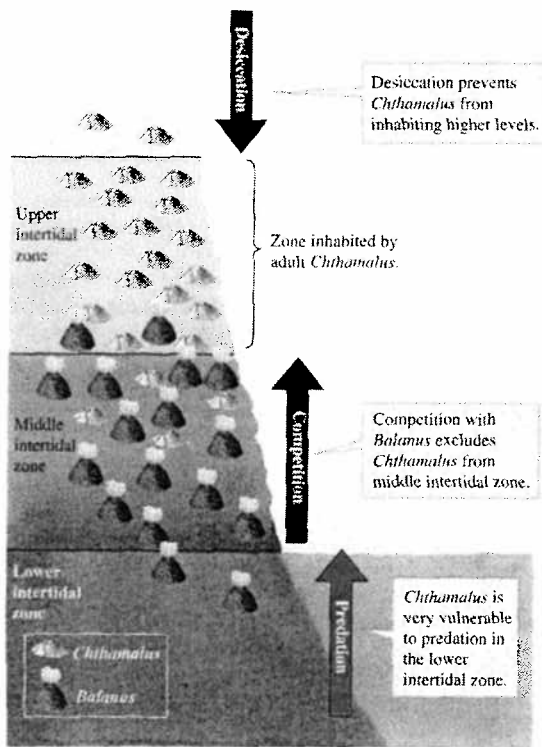 Desiccation
Desiccation prevents
Chthamalus from
inhabiting higher levels.
Upper
intertidal
zone
Zone inhabited by
adult Chthamalus.
Middle
intertidal
zone
Competition
Competition with
Balanus excludes
Chthamalus from
middle intertidal zone.
Lower
intertidal
zone
Predation
Chthamalus is
very vulnerable
to predation in
the lower
intertidal zone.
Chthamalus
Balanus